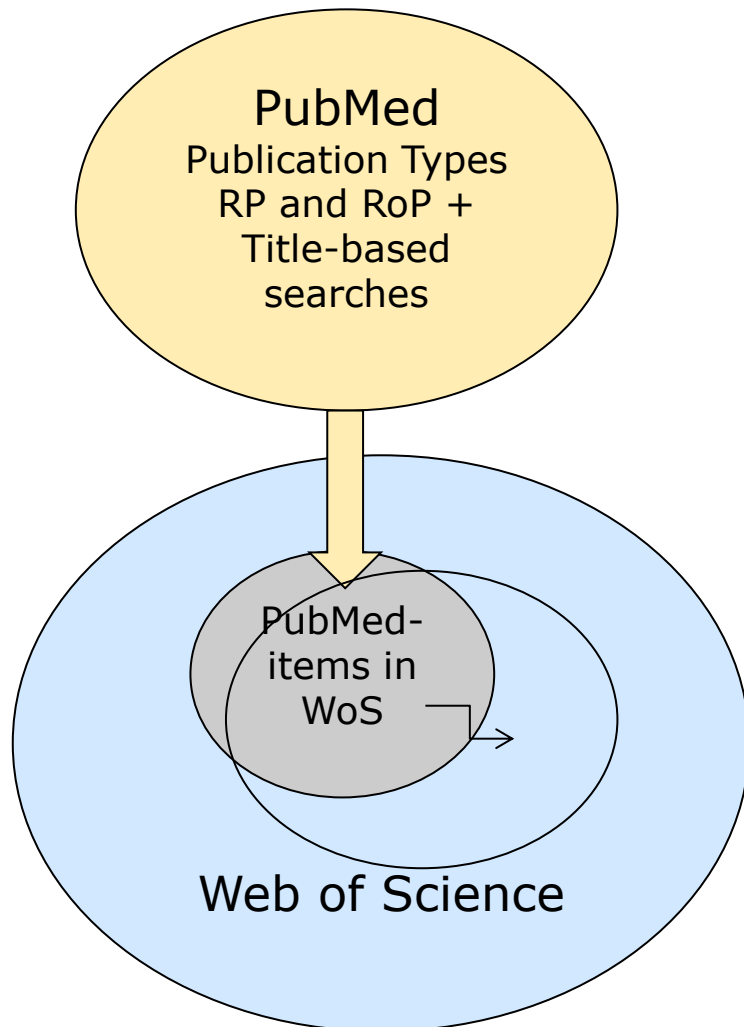 PubMed
Publication Types
RP and RoP +
Title-based
searches
PubMed-
items in
WoS
Web of Science